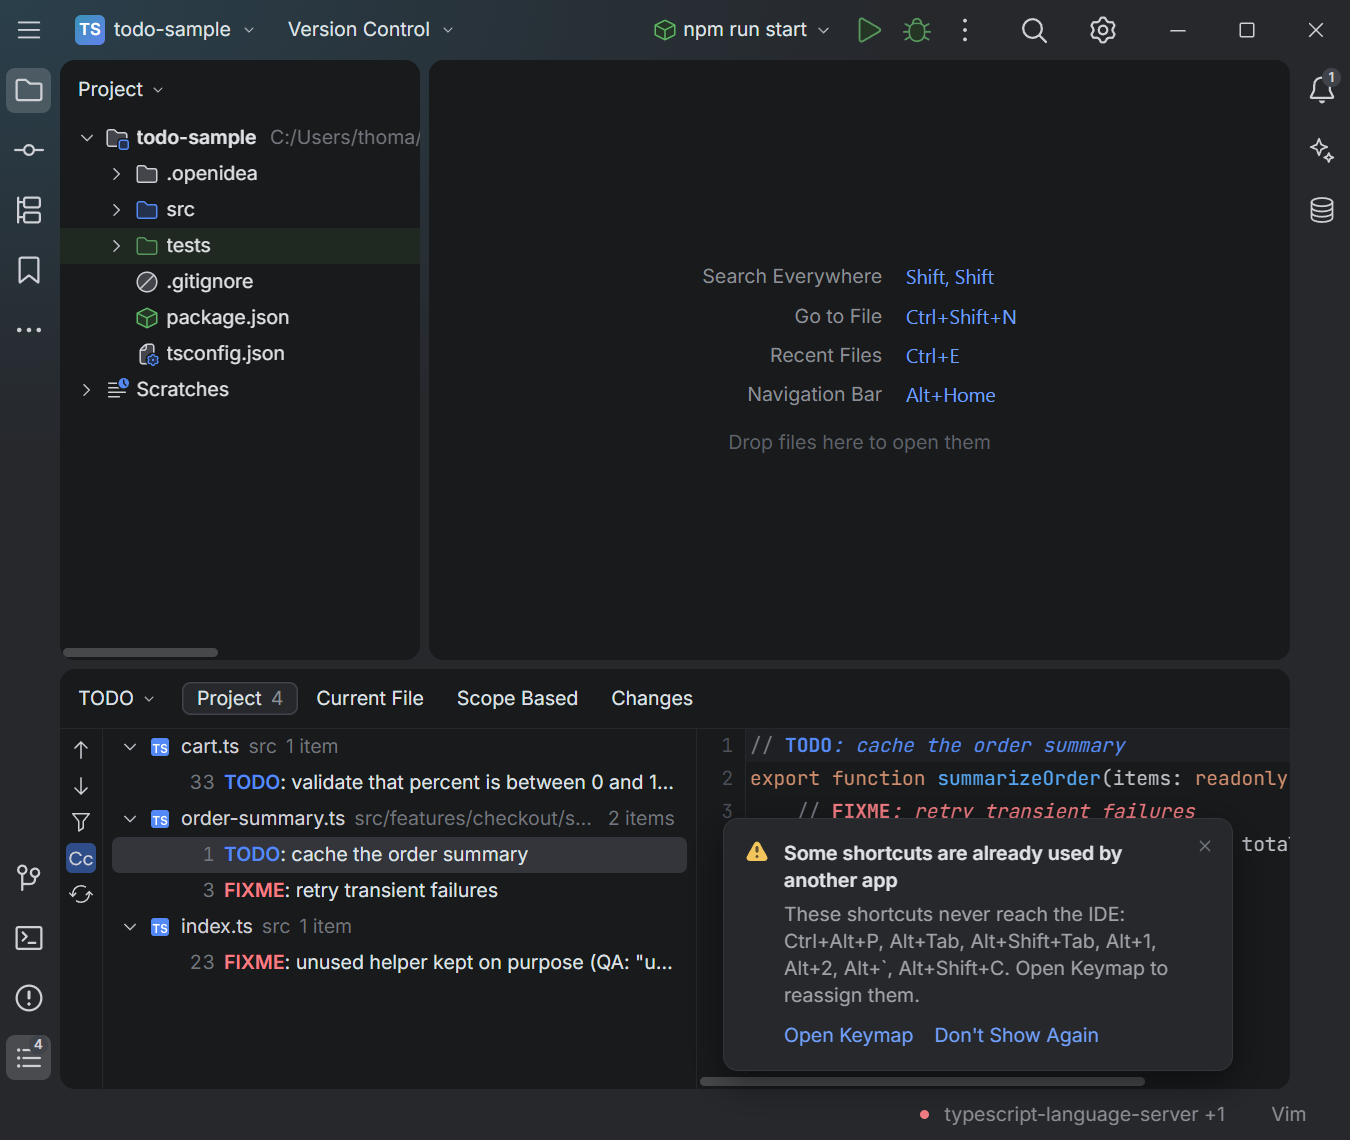 TS todo-sample Version Control npm run start
1
Project
todo-sample C:/Users/thoma/
.openidea
src
tests
.gitignore
package.json
tsconfig.json
Scratches
Search Everywhere Shift, Shift
Go to File Ctrl+Shift+N
Recent Files Ctrl+E
Navigation Bar Alt+Home
Drop files here to open them
TODO Project 4 Current File Scope Based Changes
TS cart.ts src 1 item
33 TODO: validate that percent is between 0 and 1...
TS order-summary.ts src/features/checkout/s... 2 items
1 TODO: cache the order summary
3 FIXME: retry transient failures
TS index.ts src 1 item
23 FIXME: unused helper kept on purpose (QA: "u...
Cc
4
1 // TODO: cache the order summary
2 export function summarizeOrder(items: readonly
3 // FIXME: retry transient failures
tota
Some shortcuts are already used by
another app
These shortcuts never reach the IDE:
Ctrl+Alt+P, Alt+Tab, Alt+Shift+Tab, Alt+1,
Alt+2, Alt+`, Alt+Shift+C. Open Keymap to
reassign them.
Open Keymap Don't Show Again
typescript-language-server +1 Vim